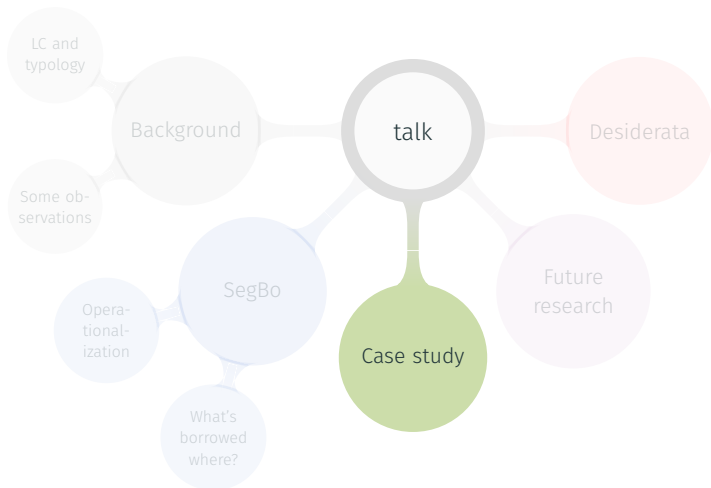 LC and
typology
Background
talk
Desiderata
Some ob-
servations
SegBo
Future
research
Opera-
tional-
ization
Case study
What's
borrowed
where?